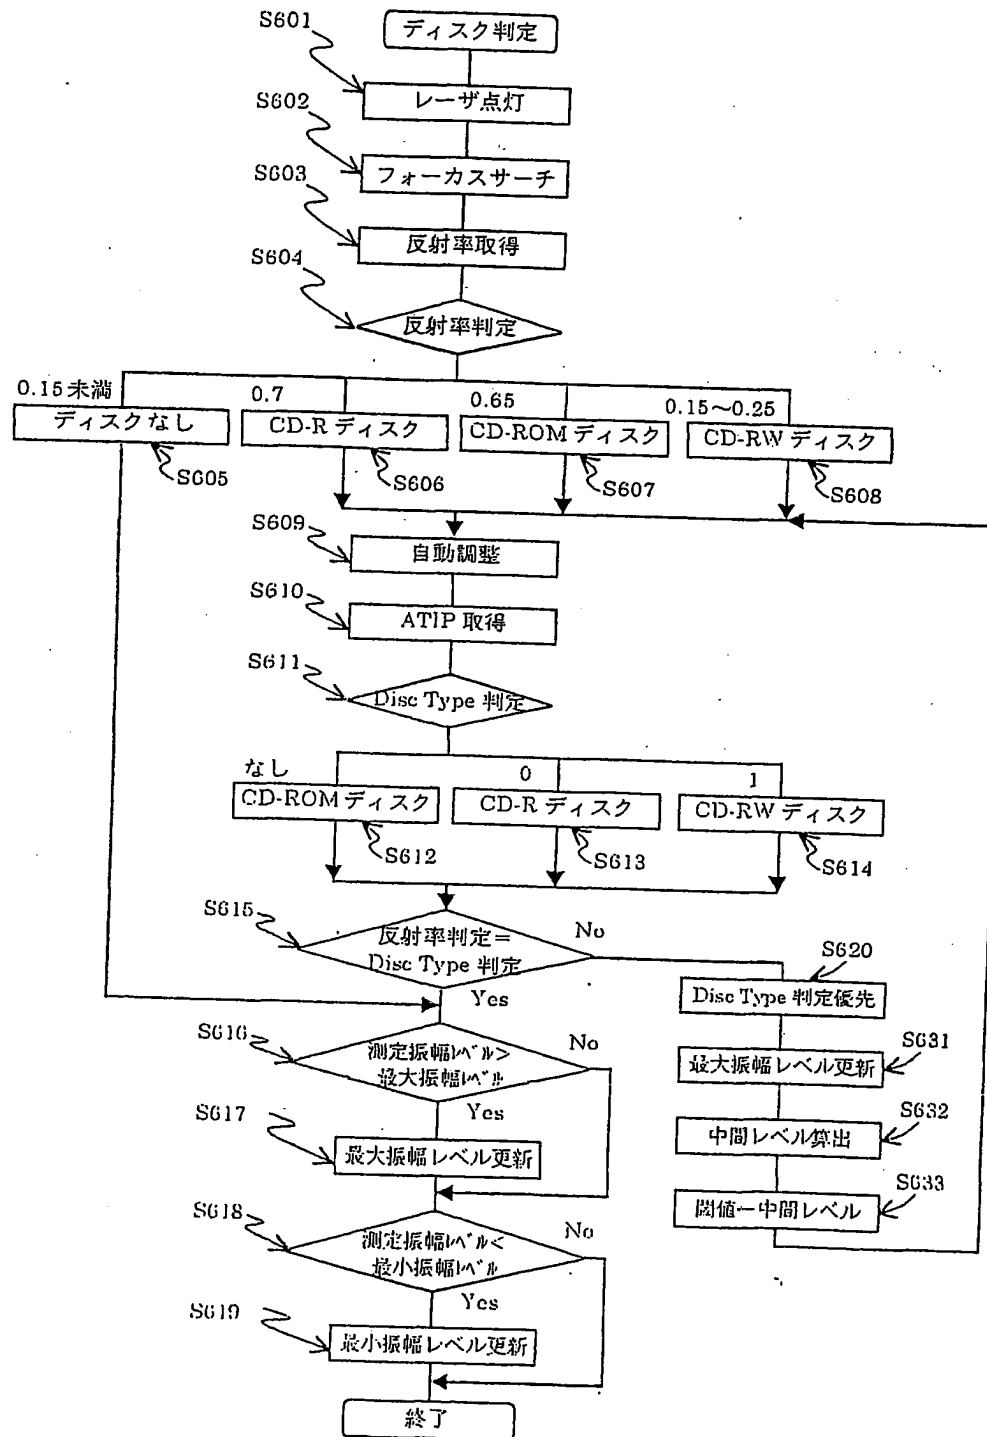 S601
ディスク判定
レーザ点灯
S602
フォーカスサーチ
S603
反射率取得
S604
反射率判定
0.15未満
0.7
0.65
0.15～0.25
ディスクなし
CD-R ディスク
CD-ROM ディスク
CD-RW ディスク
S605
S606
S607
S608
S609
自動調整
S610
ATIP 取得
S611
Disc Type 判定
なし
0
1
CD-ROM ディスク
CD-R ディスク
CD-RW ディスク
S612
S613
S614
S615
反射率判定＝
Disc Type 判定
No
Yes
S620
Disc Type 判定優先
S616
測定振幅レベル＞
最大振幅レベル
No
Yes
S631
最大振幅レベル更新
S617
最大振幅レベル更新
S632
中間レベル算出
S633
閾値ー中間レベル
S618
測定振幅レベル＜
最小振幅レベル
No
Yes
S619
最小振幅レベル更新
終了